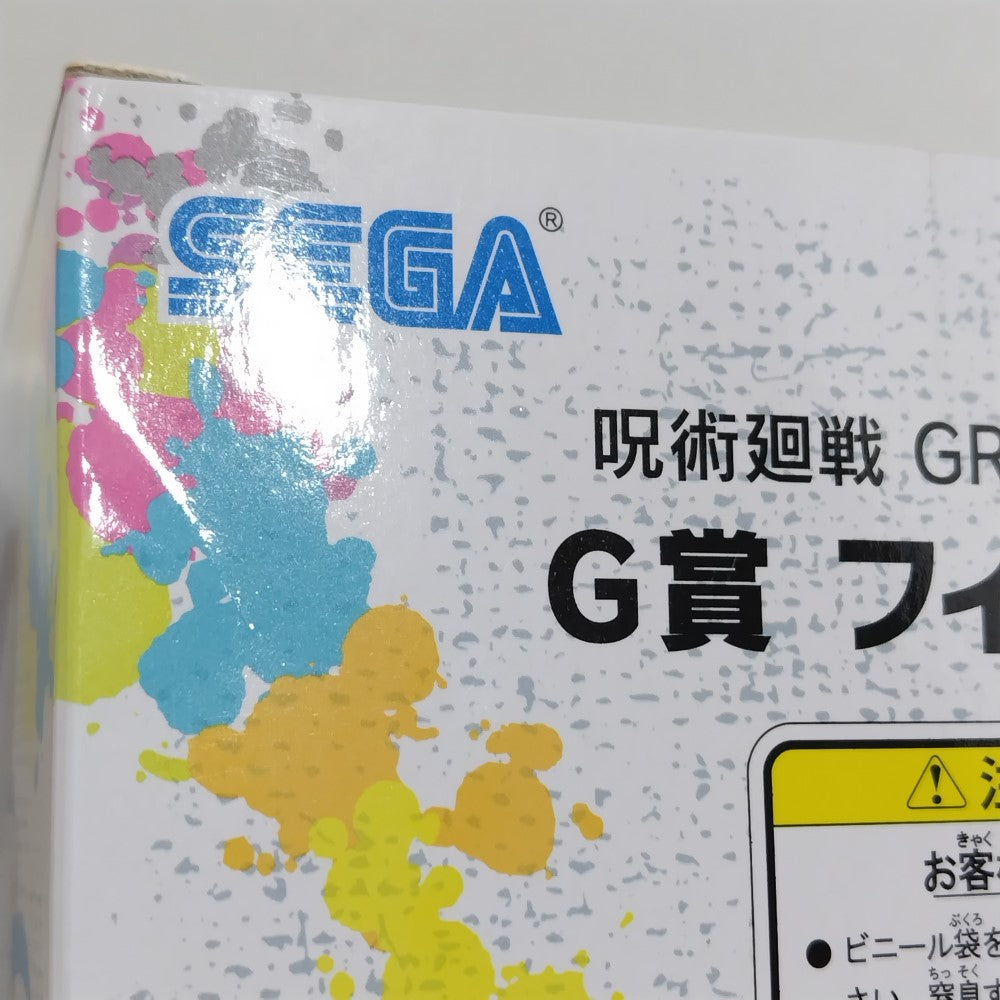 SEGA®
呪術廻戦 GR
G賞 フィ
注
きゃく
お客
ぶくろ
● ビニール袋を
ちっ そく
さい。窒息す